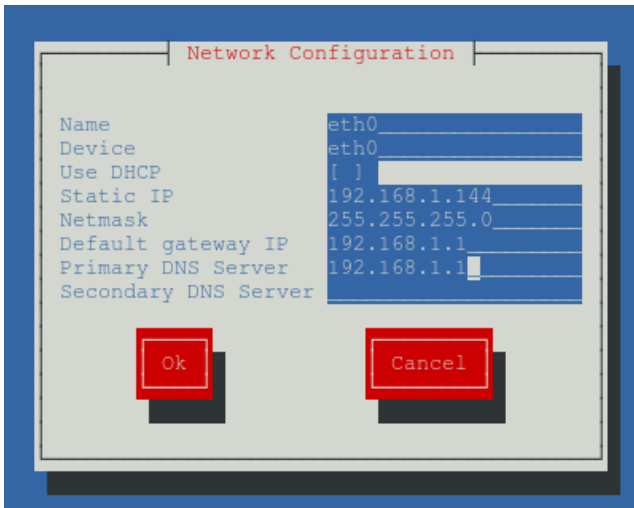 Network Configuration
Name eth0
Device eth0
Use DHCP [ ]
Static IP 192.168.1.144
Netmask 255.255.255.0
Default gateway IP 192.168.1.1
Primary DNS Server 192.168.1.1
Secondary DNS Server
Ok Cancel